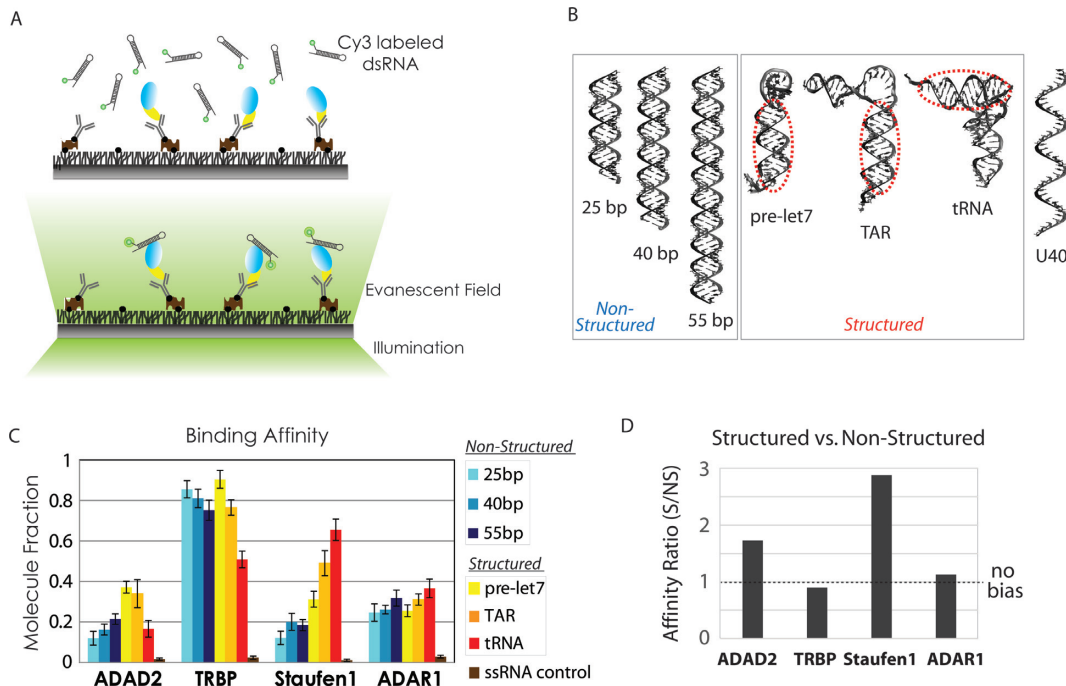 A
Cy3 labeled
dsRNA
Evanescent Field
Illumination
B
25 bp
40 bp
55 bp
Non-
Structured
pre-let7
TAR
tRNA
Structured
U40
C
Binding Affinity
Molecule Fraction
1
0.8
0.6
0.4
0.2
0
ADAD2
TRBP
Staufen1
ADAR1
Non-Structured
25bp
40bp
55bp
Structured
pre-let7
TAR
tRNA
ssRNA control
D
Structured vs. Non-Structured
Affinity Ratio (S/NS)
3
2
1
0
no
bias
ADAD2
TRBP
Staufen1
ADAR1